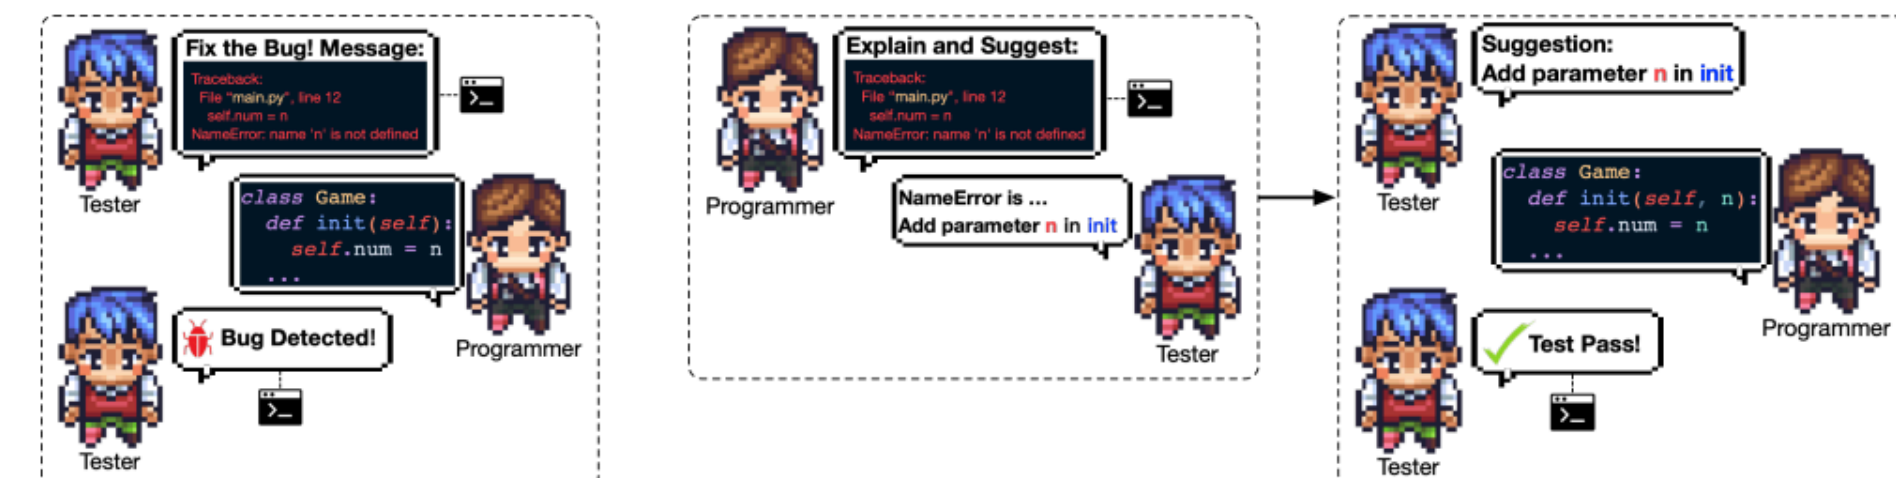 Fix the Bug! Message:
Traceback:
File "main.py", line 12
self.num = n
NameError: name 'n' is not defined
>_
Tester
class Game:
def init(self):
self.num = n
...
Programmer
Bug Detected!
>_
Tester
Explain and Suggest:
Traceback:
File "main.py", line 12
self.num = n
NameError: name 'n' is not defined
>_
Programmer
NameError is ...
Add parameter n in init
Tester
Suggestion:
Add parameter n in init
Tester
class Game:
def init(self, n):
self.num = n
...
Programmer
Test Pass!
>_
Tester